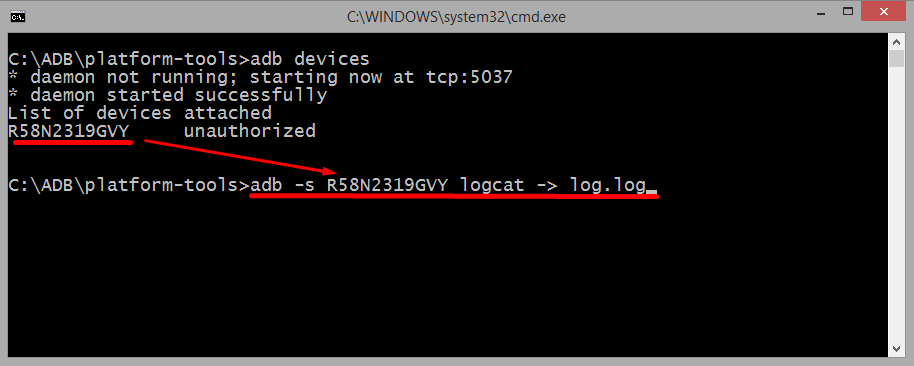 C:\WINDOWS\system32\cmd.exe
C:\ADB\platform-tools>adb devices
* daemon not running; starting now at tcp:5037
* daemon started successfully
List of devices attached
R58N2319GVY     unauthorized
C:\ADB\platform-tools>adb -s R58N2319GVY logcat -> log.log_